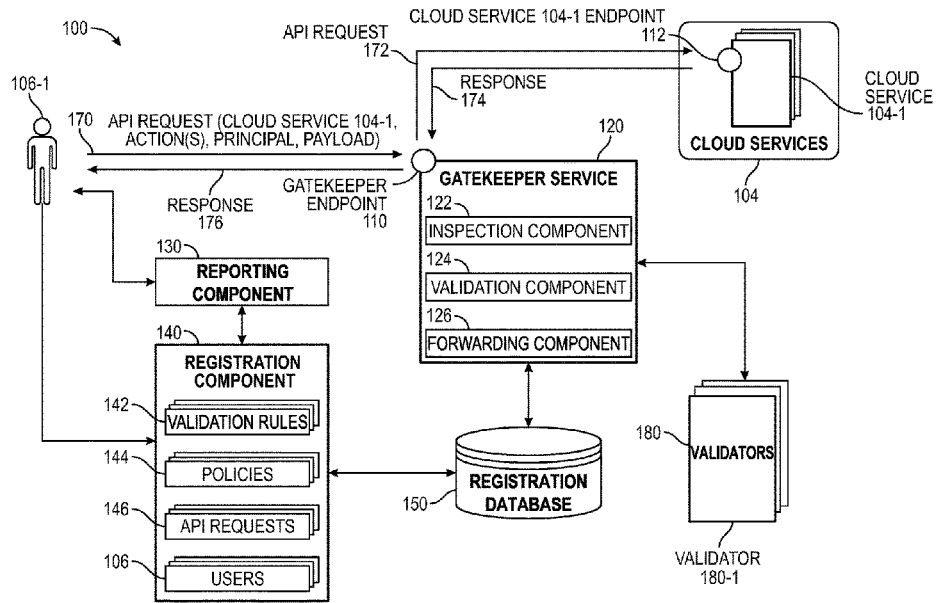 100
106-1
170
API REQUEST (CLOUD SERVICE 104-1,
ACTION(S), PRINCIPAL, PAYLOAD)
RESPONSE
176
API REQUEST
172
CLOUD SERVICE 104-1 ENDPOINT
112
RESPONSE
174
CLOUD
SERVICE
104-1
CLOUD SERVICES
104
GATEKEEPER
ENDPOINT
110
120
GATEKEEPER SERVICE
122
INSPECTION COMPONENT
124
VALIDATION COMPONENT
126
FORWARDING COMPONENT
130
REPORTING
COMPONENT
140
REGISTRATION
COMPONENT
142
VALIDATION RULES
144
POLICIES
146
API REQUESTS
106
USERS
150
REGISTRATION
DATABASE
180
VALIDATORS
VALIDATOR
180-1